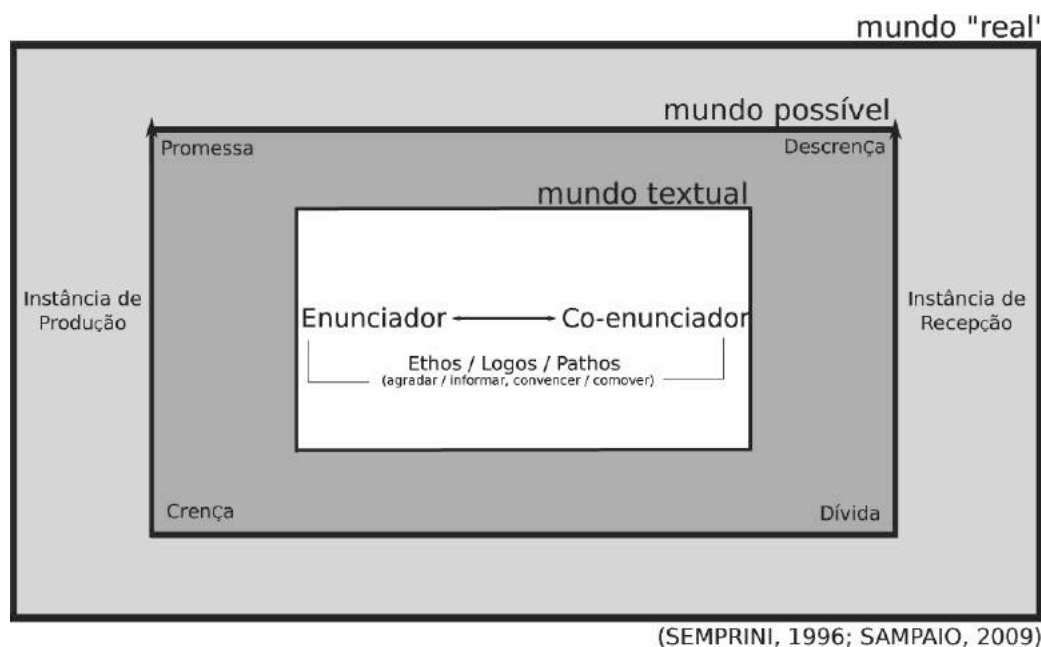 mundo "real'
mundo possível
Promessa
Descrença
mundo textual
Instância de
Produção
Enunciador
Co-enunciador
Instância de
Recepção
Ethos / Logos / Pathos
(agradar / informar, convencer / comover)
Crença
Dívida
(SEMPRINI, 1996; SAMPAIO, 2009)